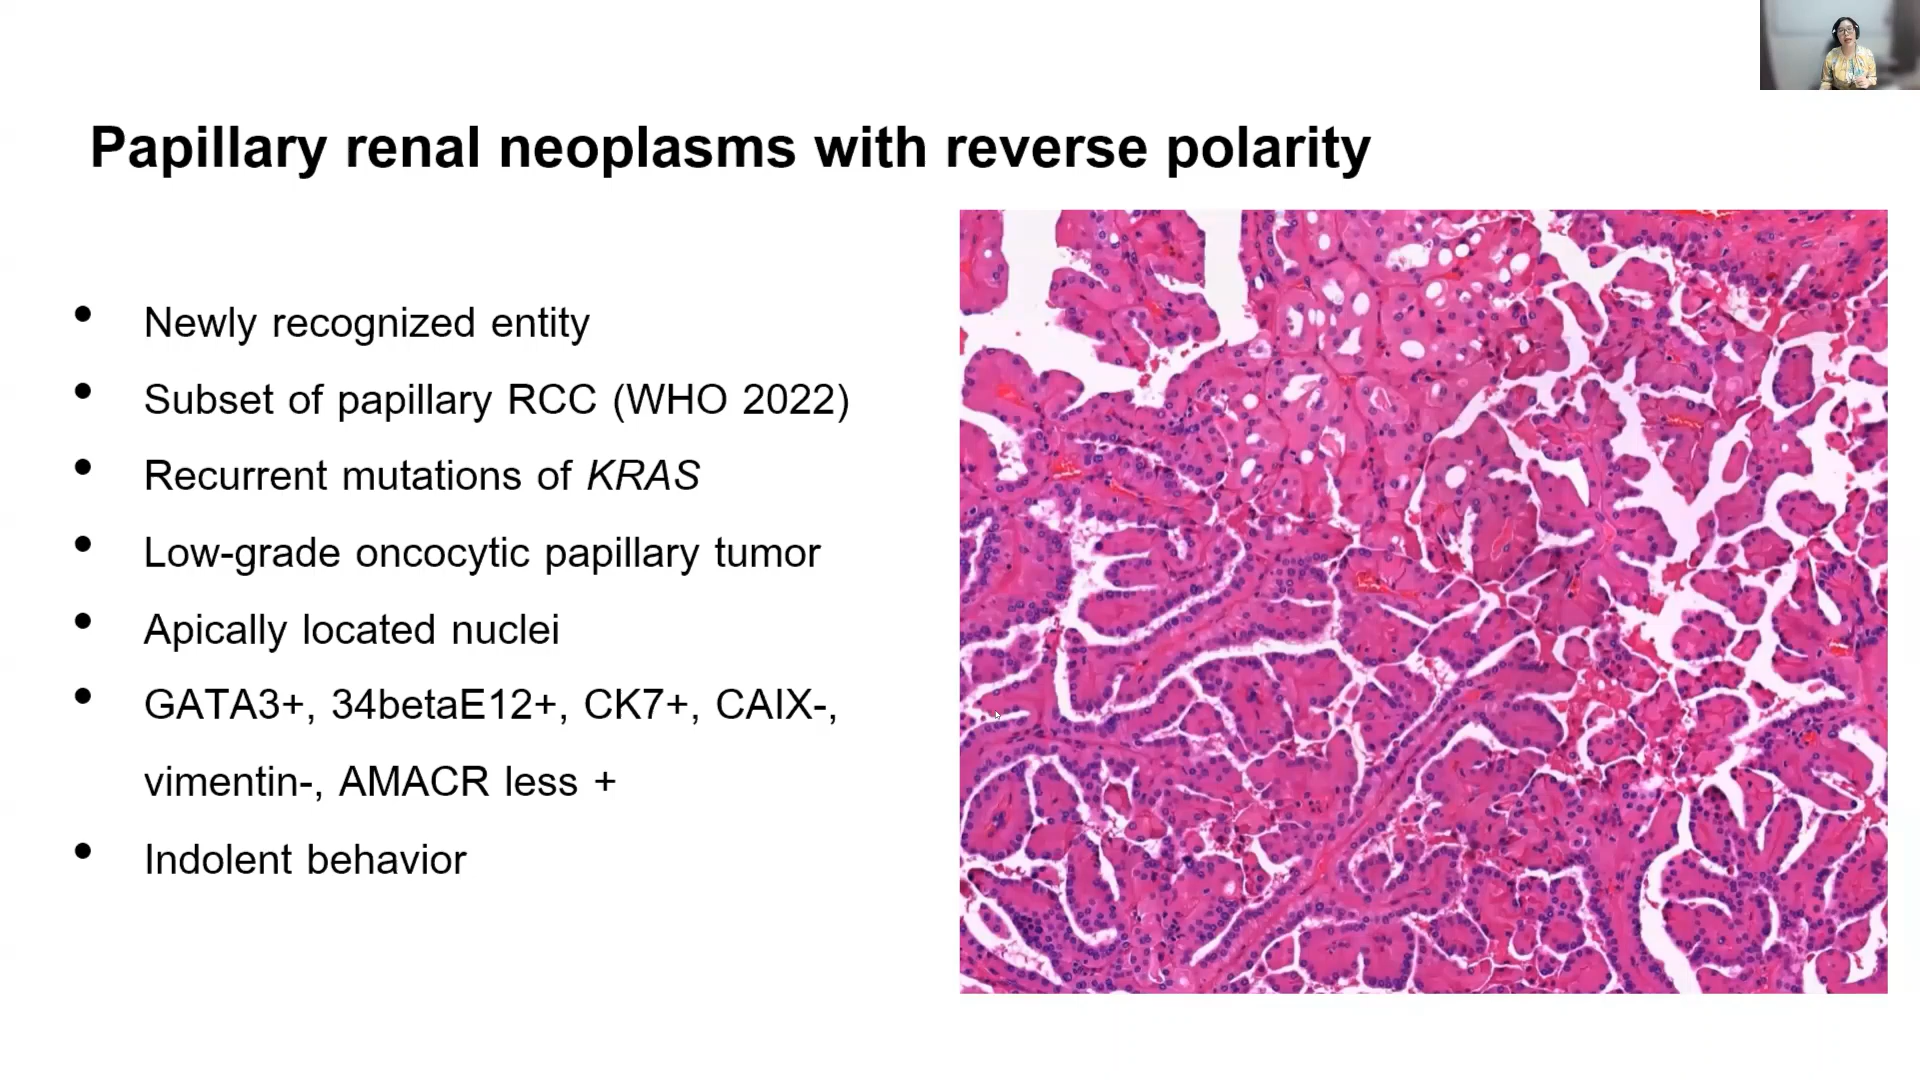 Papillary renal neoplasms with reverse polarity
• Newly recognized entity
• Subset of papillary RCC (WHO 2022)
• Recurrent mutations of KRAS
• Low-grade oncocytic papillary tumor
• Apically located nuclei
• GATA3+, 34betaE12+, CK7+, CAIX-,
vimentin-, AMACR less +
• Indolent behavior